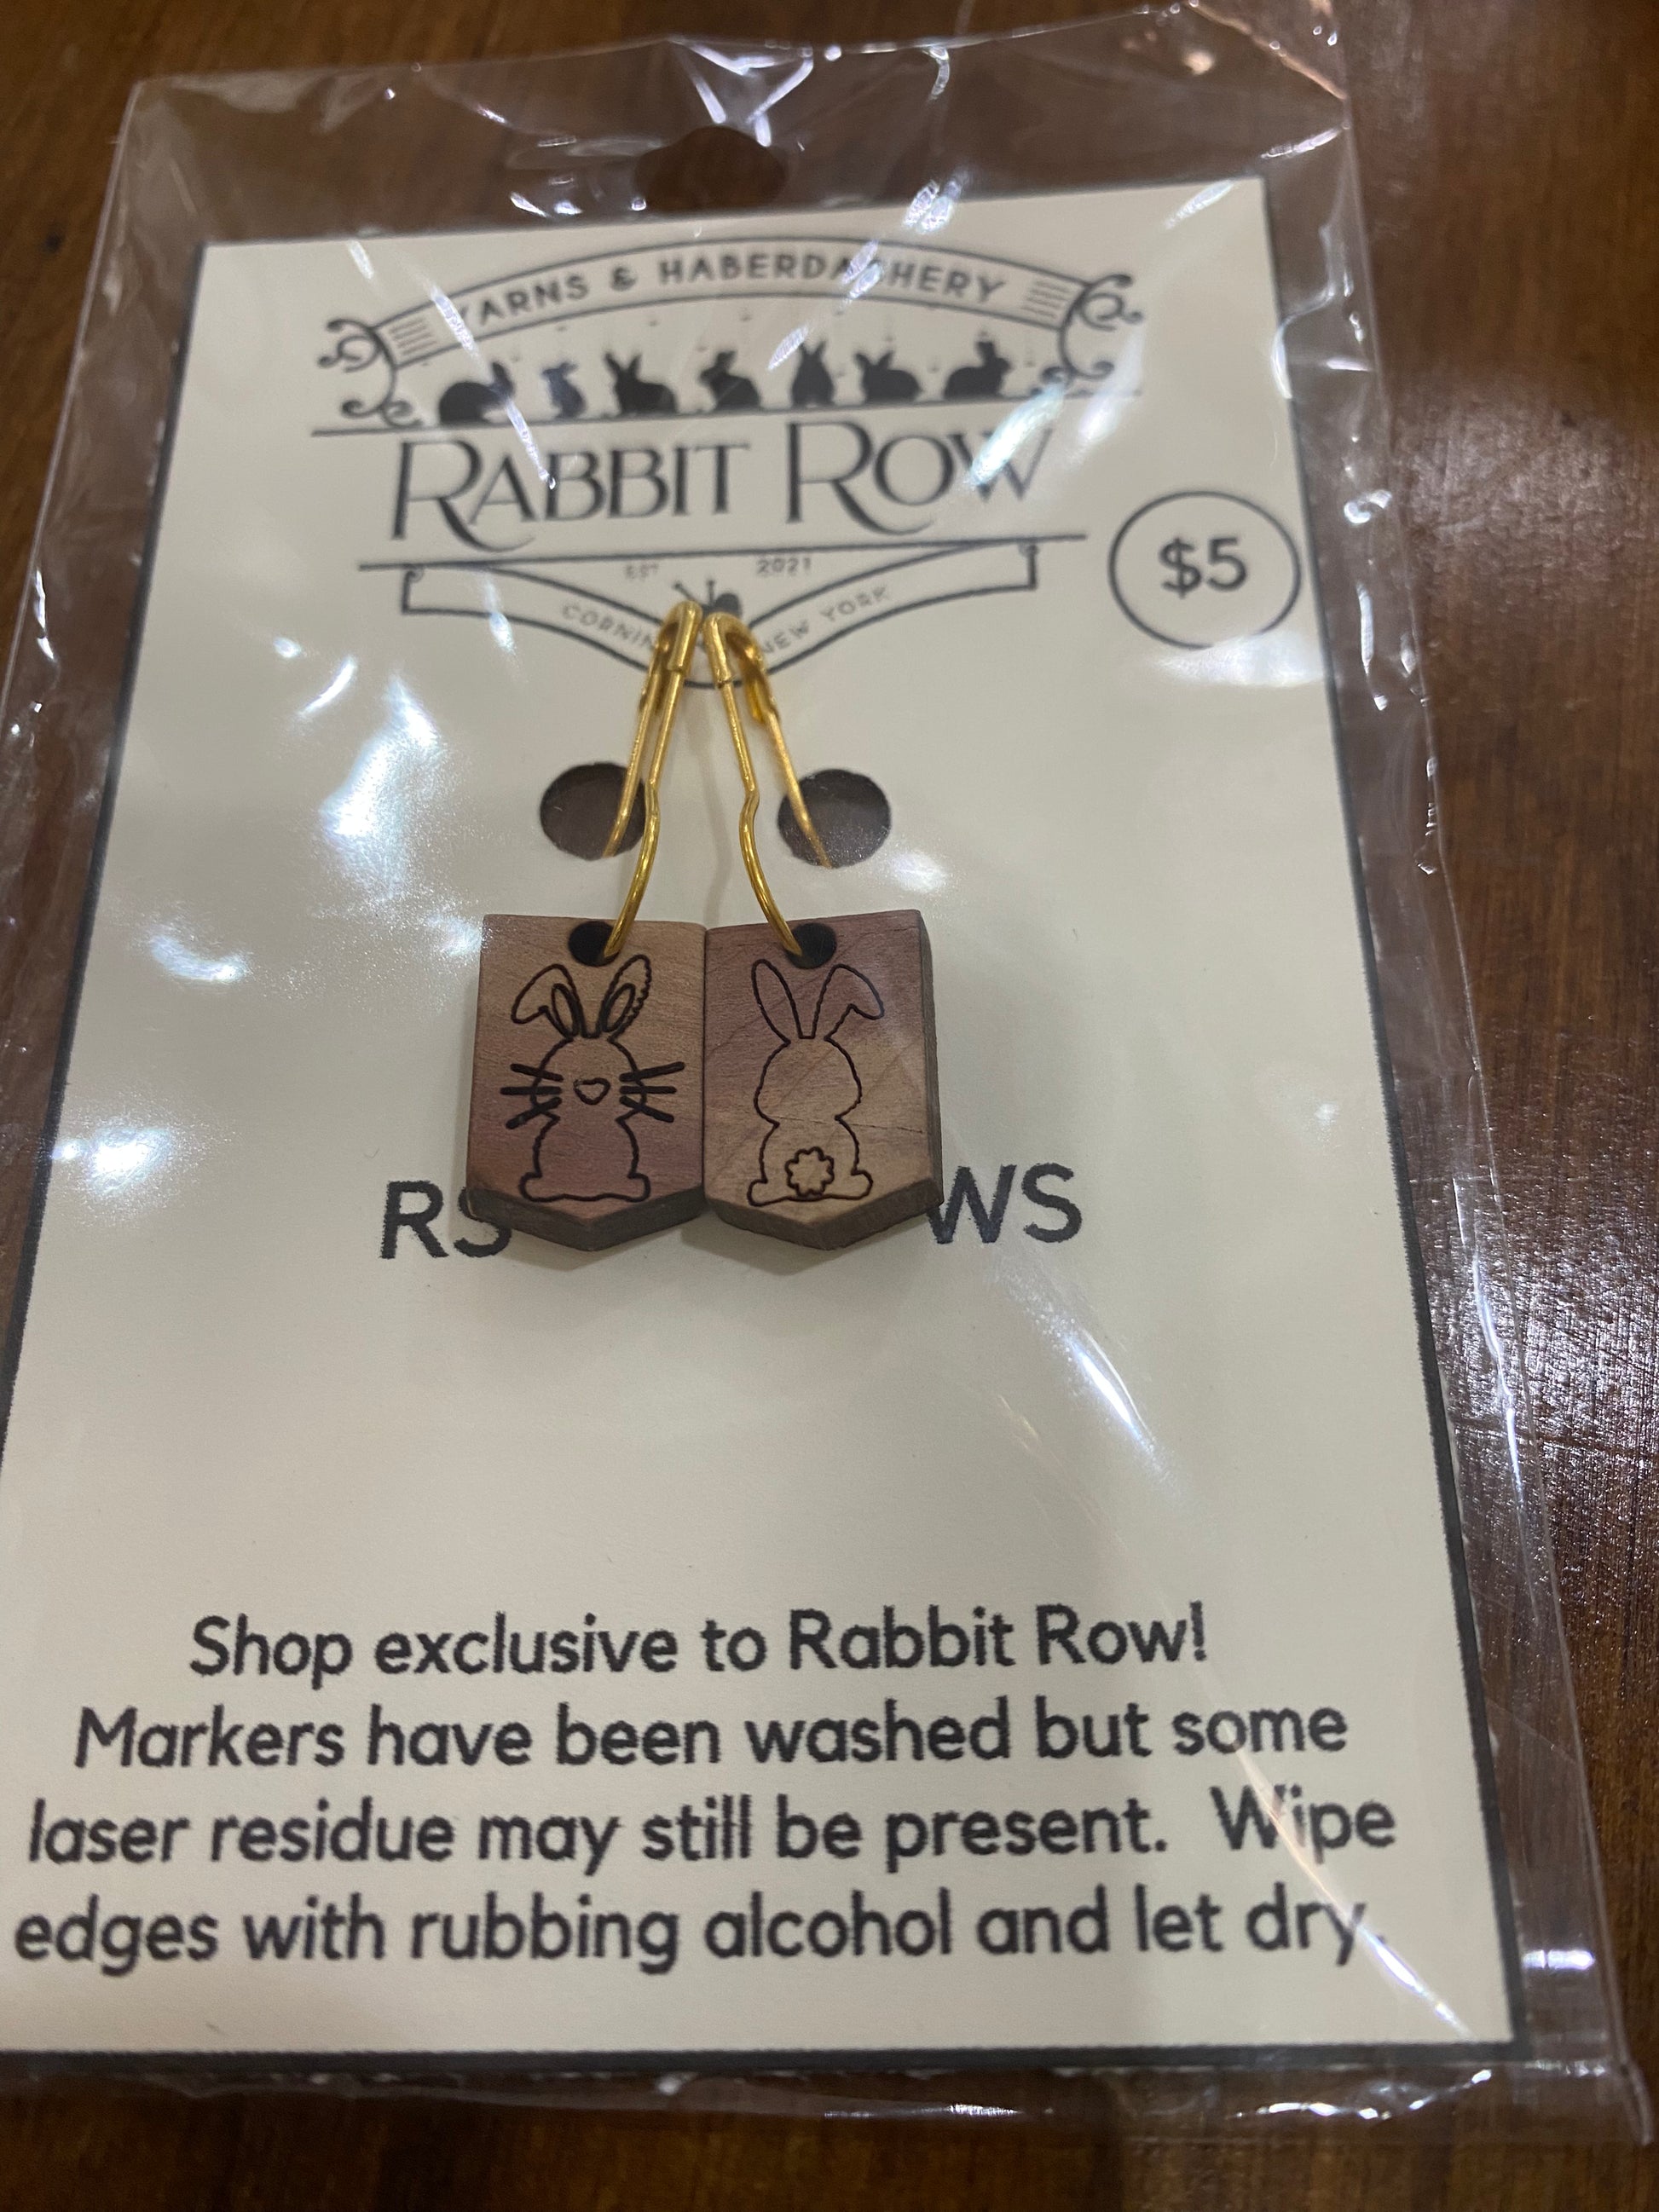 YARNS & HABERDASHERY
RABBIT ROW
$5
EST 2021
NEW YORK
RS WS
Shop exclusive to Rabbit Row!
Markers have been washed but some
laser residue may still be present. Wipe
edges with rubbing alcohol and let dry.